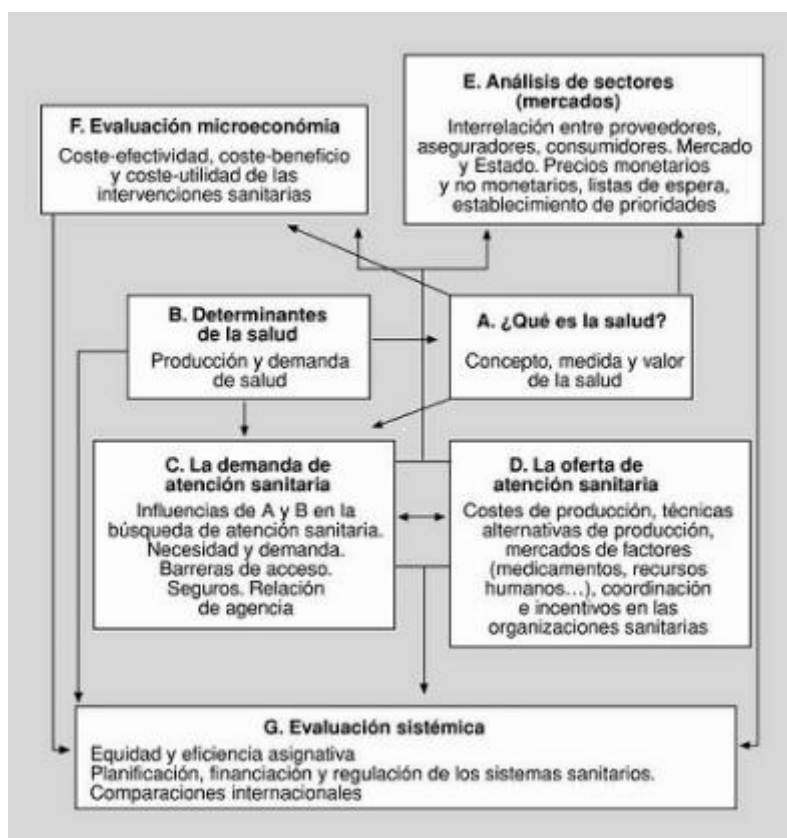 E. Análisis de sectores
(mercados)
Interrelación entre proveedores,
aseguradores, consumidores. Mercado
y Estado. Precios monetarios
y no monetarios, listas de espera,
establecimiento de prioridades
F. Evaluación microeconómia
Coste-efectividad, coste-beneficio
y coste-utilidad de las
intervenciones sanitarias
B. Determinantes
de la salud
Producción y demanda
de salud
A. ¿Qué es la salud?
Concepto, medida y valor
de la salud
C. La demanda de
atención sanitaria
Influencias de A y B en la
búsqueda de atención sanitaria.
Necesidad y demanda.
Barreras de acceso.
Seguros. Relación
de agencia
D. La oferta de
atención sanitaria
Costes de producción, técnicas
alternativas de producción,
mercados de factores
(medicamentos, recursos
humanos...), coordinación
e incentivos en las
organizaciones sanitarias
G. Evaluación sistémica
Equidad y eficiencia asignativa
Planificación, financiación y regulación de los sistemas sanitarios.
Comparaciones internacionales